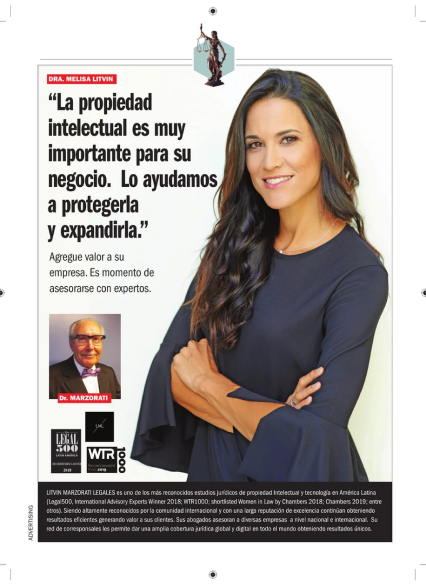 DRA. MELISA LITVIN
“La propiedad
intelectual es muy
importante para su
negocio. Lo ayudamos
a protegerla
y expandirla.”
Agregue valor a su
empresa. Es momento de
asesorarse con expertos.
Dr. MARZORATI
LML
The
LEGAL
500
LATIN AMERICA
2018
WTR
1000
2019
LITVIN MARZORATI LEGALES es uno de los más reconocidos estudios jurídicos de propiedad Intelectual y tecnología en América Latina
(Legal500, International Advisory Experts Winner 2018; WTR1000; shortlisted Women in Law by Chambers 2018; Chambers 2019; entre
otros). Siendo altamente reconocidos por la comunidad internacional y con una larga reputación de excelencia continúan obteniendo
resultados eficientes generando valor a sus clientes. Sus abogados asesoran a diversas empresas a nivel nacional e internacional. Su
red de corresponsales les permite dar una amplia cobertura jurídica global y digital en todo el mundo obteniendo resultados únicos.
ADVERTISING